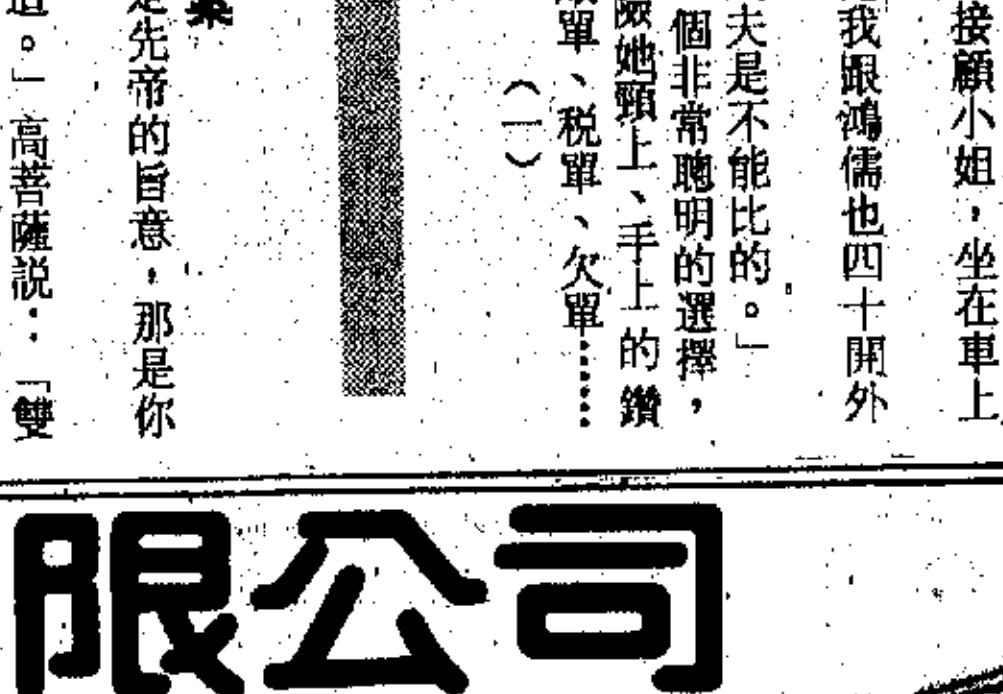 接顧小姐，坐在車上
我跟鴻儒也四十開外
夫是不能比的。」
個非常聰明的選擇，
險她頸上、手上的鑽
單、稅單、欠單……
（一）
是先帝的旨意，那是你
道。」高菩薩說：「雙
限公司